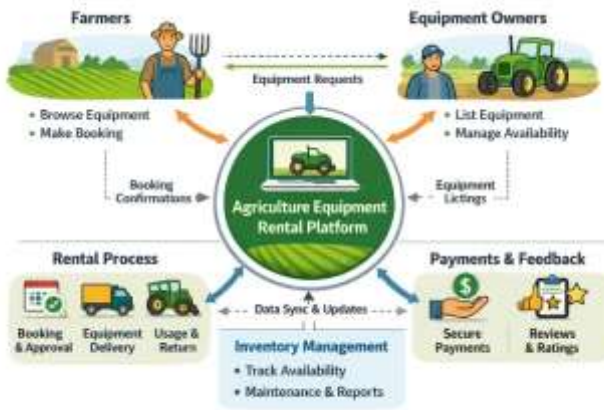 Farmers
Equipment Owners
Equipment Requests
• Browse Equipment
• Make Booking
• List Equipment
• Manage Availability
Booking
Confirmations
Agriculture Equipment
Rental Platform
Equipment
Lictings
Rental Process
Payments & Feedback
Booking
& Approval
Equipment
Delivery
Usage &
Return
Data Sync & Updates
Secure
Payments
Reviews
& Ratings
Inventory Management
• Track Availability
• Maintenance & Reports